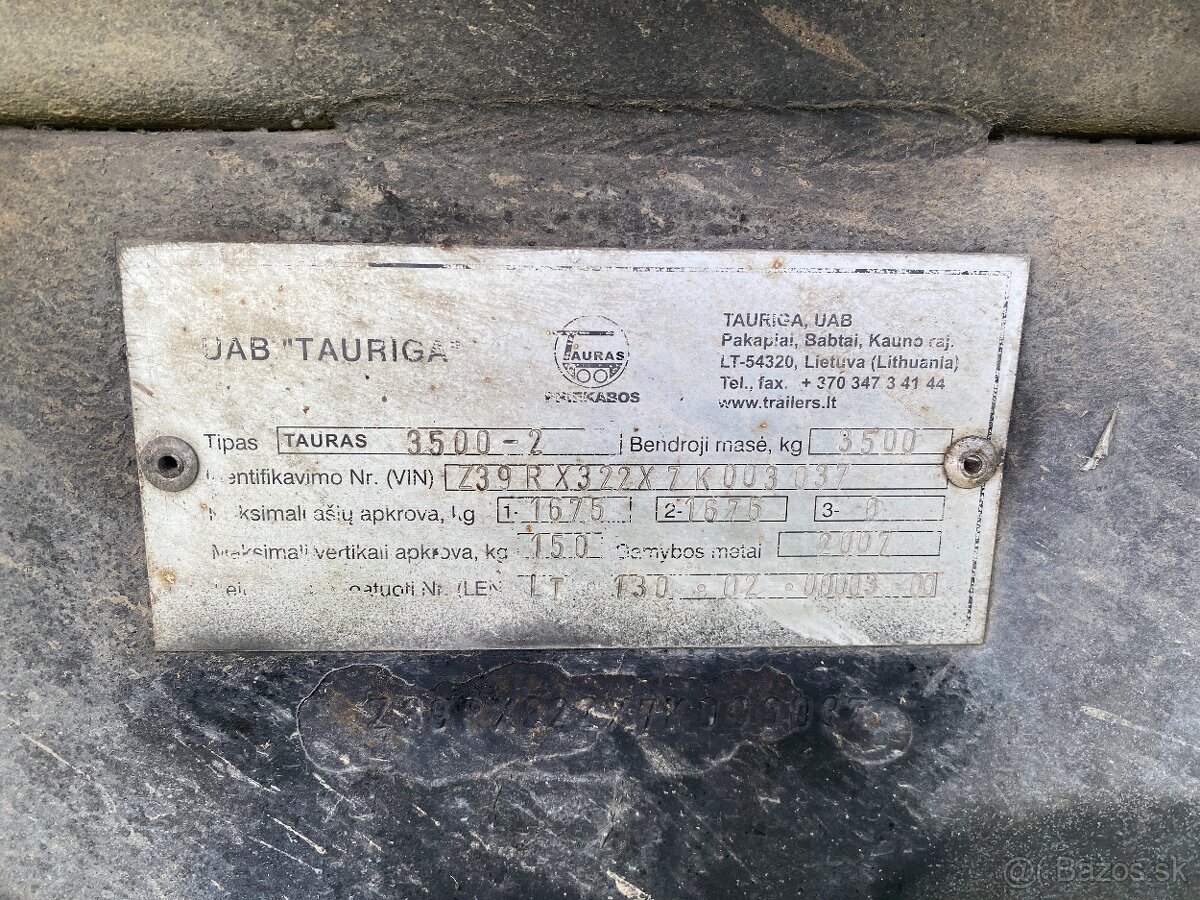 UAB "TAURIGA"
TAURAS
PRIEKABOS
TAURIGA, UAB
Pakapiai, Babtai, Kauno raj.
LT-54320, Lietuva (Lithuania)
Tel., fax. + 370 347 3 41 44
www.trailers.lt
Tipas TAURAS 3500-2 Bendroji masė, kg 3500
Identifikavimo Nr. (VIN) Z39RX322X7K003037
Maksimali ašių apkrova, kg 1- 1675 2- 1675 3- 0
Maksimali vertikali apkrova, kg 150 Gamybos metai 2007
Nr. (LEN LT 130 02 0003
Bazos.sk